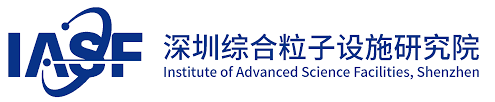 IASF
深圳综合粒子设施研究院
Institute of Advanced Science Facilities, Shenzhen